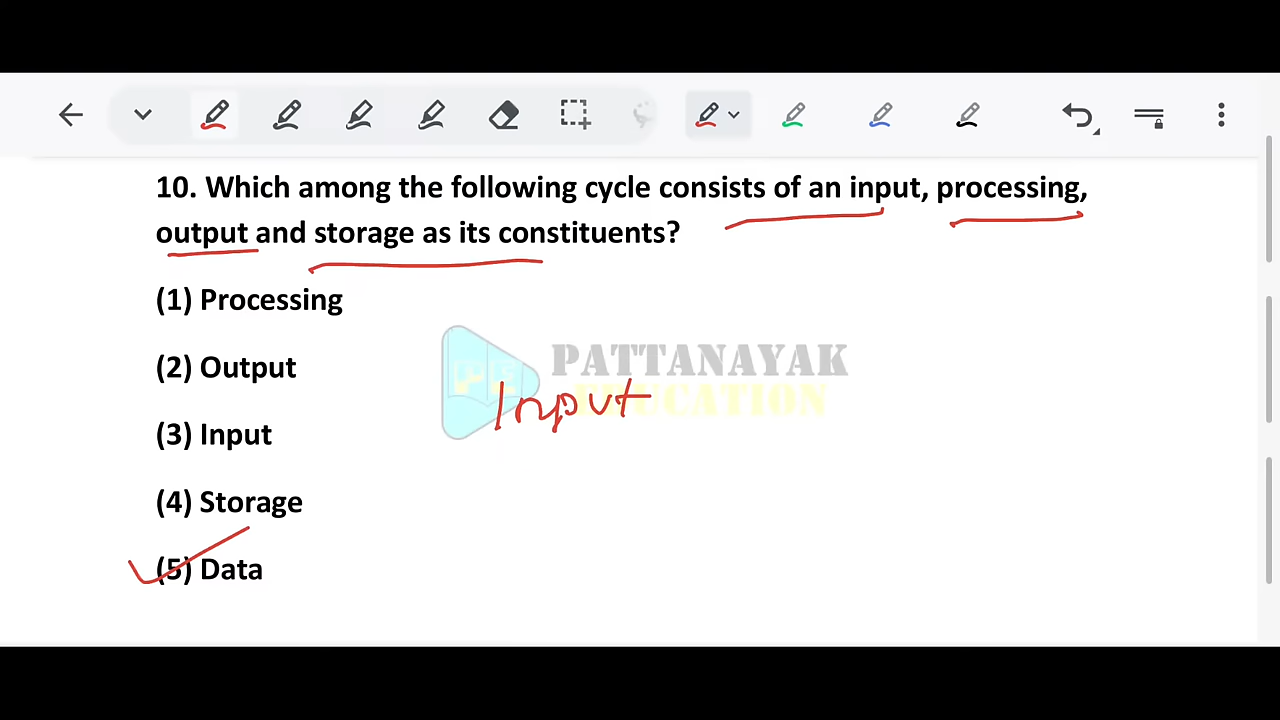 10. Which among the following cycle consists of an input, processing,
output and storage as its constituents?
(1) Processing
(2) Output
PATTANAYAK
EDUCATION
Input
(3) Input
(4) Storage
(5) Data